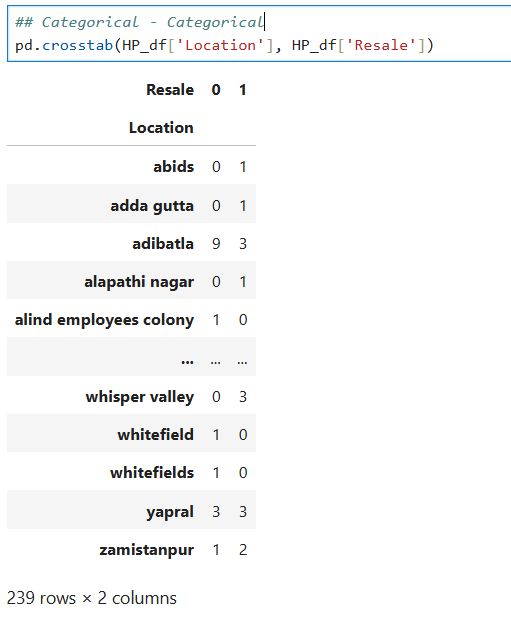 ## Categorical - Categorical
pd.crosstab(HP_df['Location'], HP_df['Resale'])
Resale 0 1
Location
abids 0 1
adda gutta 0 1
adibatla 9 3
alapathi nagar 0 1
alind employees colony 1 0
... ... ...
whisper valley 0 3
whitefield 1 0
whitefields 1 0
yapral 3 3
zamistanpur 1 2
239 rows × 2 columns